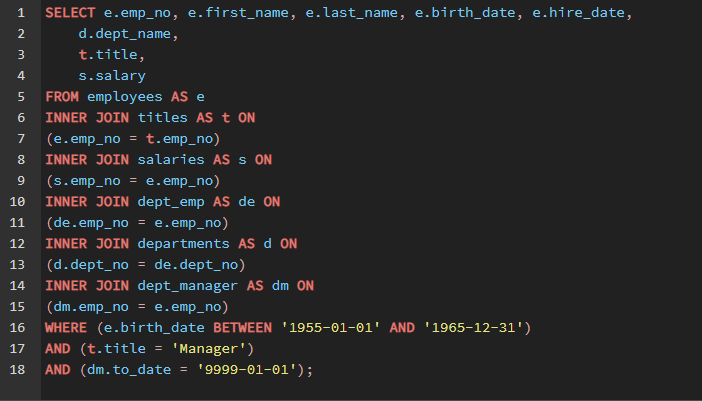 1 SELECT e.emp_no, e.first_name, e.last_name, e.birth_date, e.hire_date,
2     d.dept_name,
3     t.title,
4     s.salary
5 FROM employees AS e
6 INNER JOIN titles AS t ON
7 (e.emp_no = t.emp_no)
8 INNER JOIN salaries AS s ON
9 (s.emp_no = e.emp_no)
10 INNER JOIN dept_emp AS de ON
11 (de.emp_no = e.emp_no)
12 INNER JOIN departments AS d ON
13 (d.dept_no = de.dept_no)
14 INNER JOIN dept_manager AS dm ON
15 (dm.emp_no = e.emp_no)
16 WHERE (e.birth_date BETWEEN '1955-01-01' AND '1965-12-31')
17 AND (t.title = 'Manager')
18 AND (dm.to_date = '9999-01-01');